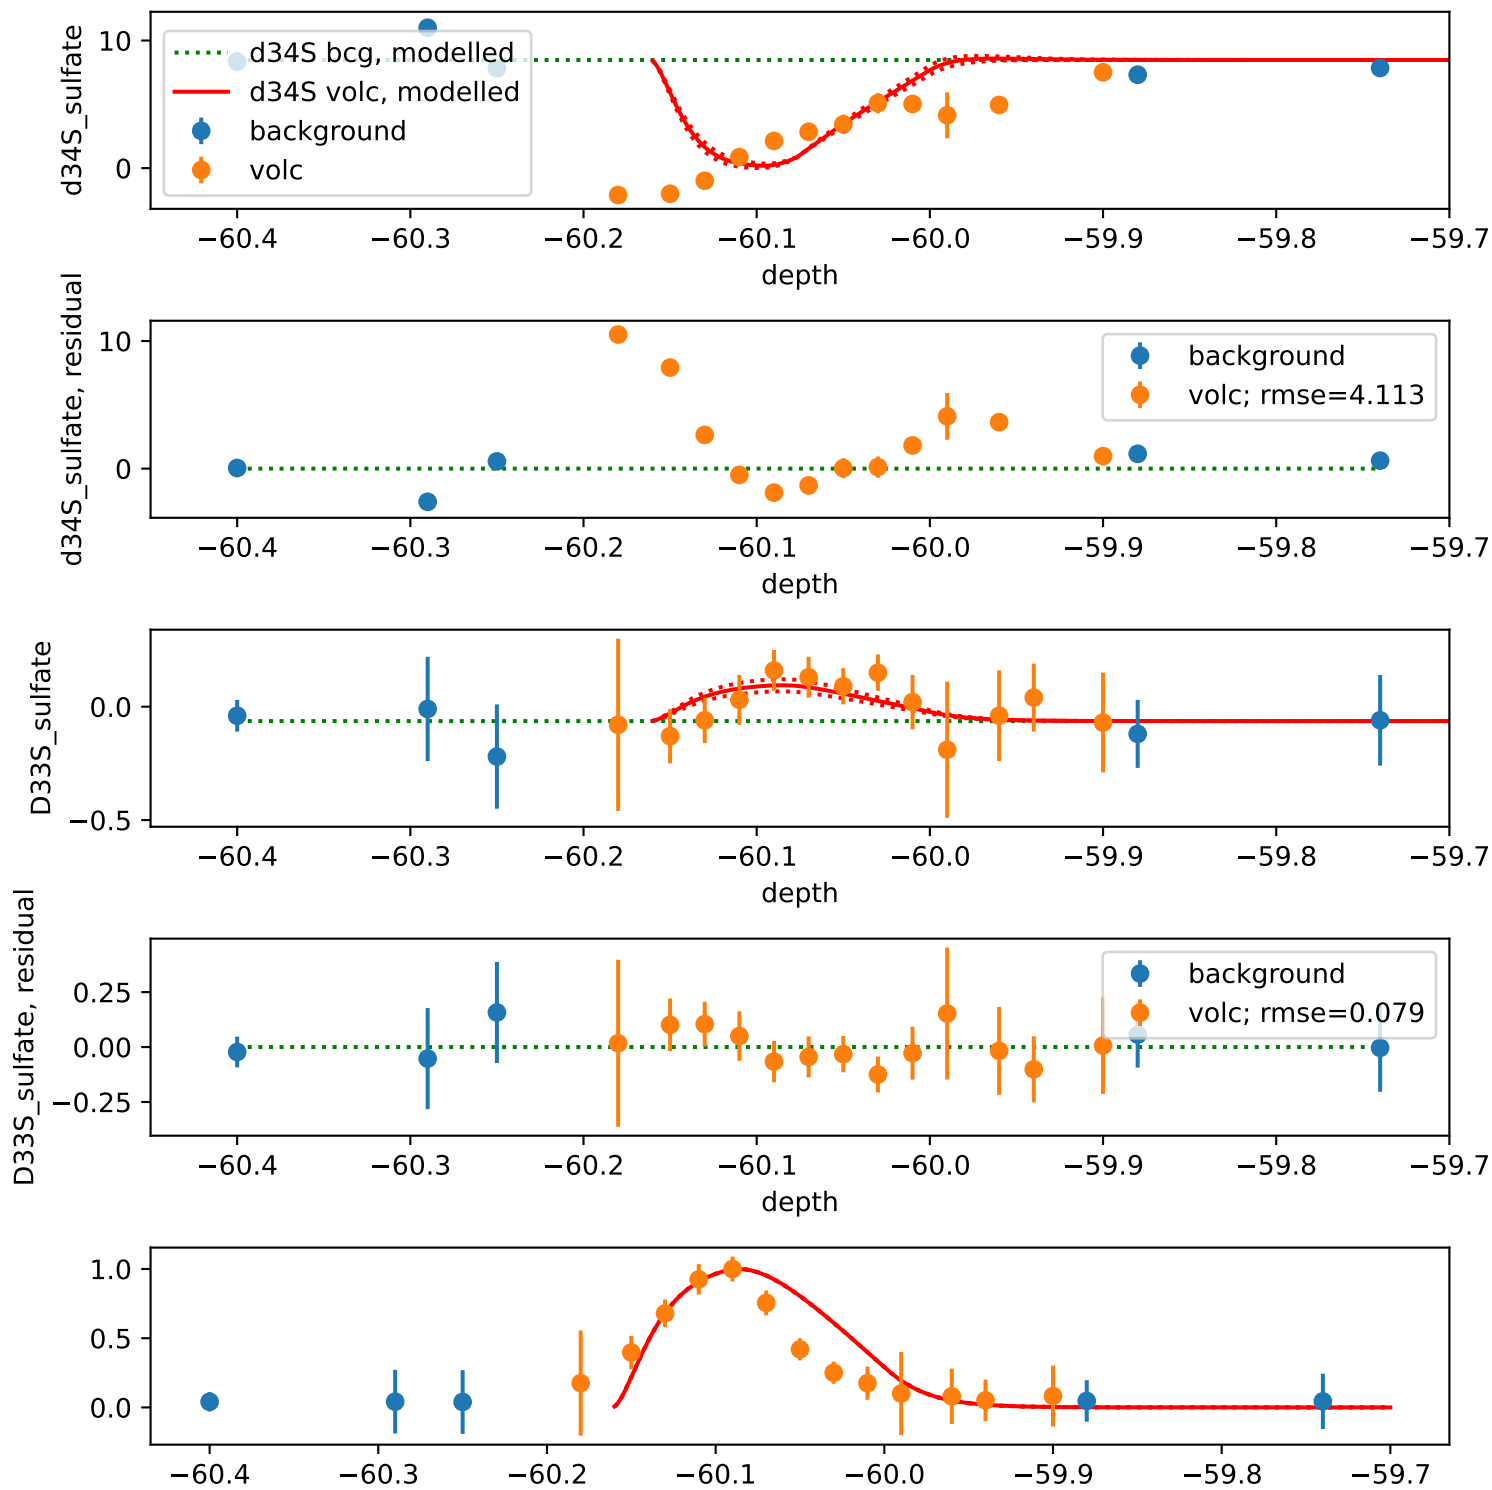 d34S_sulfate
10
0
d34S bcg, modelled
d34S volc, modelled
background
volc
−60.4 −60.3 −60.2 −60.1 −60.0 −59.9 −59.8 −59.7
depth
d34S_sulfate, residual
10
0
background
volc; rmse=4.113
−60.4 −60.3 −60.2 −60.1 −60.0 −59.9 −59.8 −59.7
depth
D33S_sulfate
0.0
−0.5
−60.4 −60.3 −60.2 −60.1 −60.0 −59.9 −59.8 −59.7
depth
D33S_sulfate, residual
0.25
0.00
−0.25
background
volc; rmse=0.079
−60.4 −60.3 −60.2 −60.1 −60.0 −59.9 −59.8 −59.7
depth
1.0
0.5
0.0
−60.4 −60.3 −60.2 −60.1 −60.0 −59.9 −59.8 −59.7